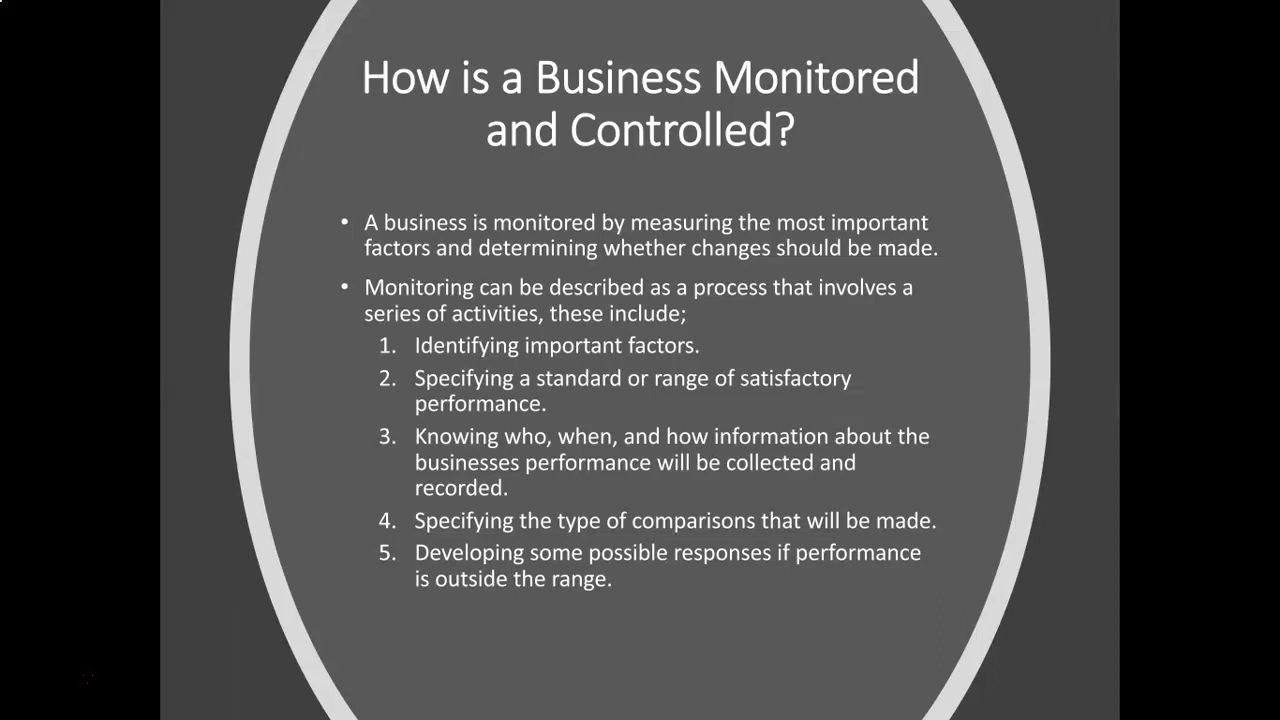 How is a Business Monitored
and Controlled?
• A business is monitored by measuring the most important
factors and determining whether changes should be made.
• Monitoring can be described as a process that involves a
series of activities, these include;
1. Identifying important factors.
2. Specifying a standard or range of satisfactory
performance.
3. Knowing who, when, and how information about the
businesses performance will be collected and
recorded.
4. Specifying the type of comparisons that will be made.
5. Developing some possible responses if performance
is outside the range.